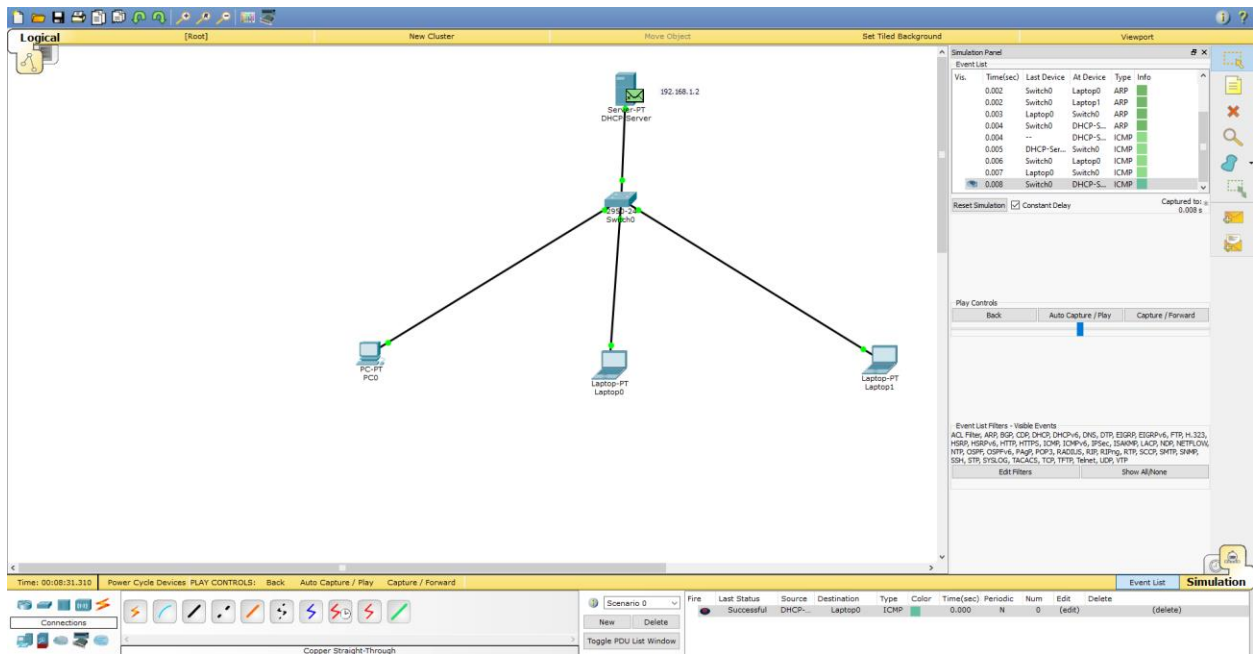 Logical
[Root]
New Cluster
Move Object
Set Tiled Background
Viewport
Simulation Panel
Event List
Vis. Time(sec) Last Device At Device Type Info
0.002 Switch0 Laptop0 ARP
0.002 Switch0 Laptop1 ARP
0.003 Laptop0 Switch0 ARP
0.004 Switch0 DHCP-S... ARP
0.004 -- DHCP-S... ICMP
0.005 DHCP-Ser... Switch0 ICMP
0.006 Switch0 Laptop0 ICMP
0.007 Laptop0 Switch0 ICMP
0.008 Switch0 DHCP-S... ICMP
Reset Simulation Constant Delay Captured to:
0.008 s
Play Controls
Back Auto Capture / Play Capture / Forward
Event List Filters - Visible Events
ACL Filter, ARP, BGP, CDP, DHCP, DHCPv6, DNS, DTP, EIGRP, EIGRPv6, FTP, H.323,
HSRP, HSRPv6, HTTP, HTTPS, ICMP, ICMPv6, IPSec, ISAKMP, LACP, NDP, NETFLOW,
NTP, OSPF, OSPFv6, PAgP, POP3, RADIUS, RIP, RIPng, RTP, SCCP, SMTP, SNMP,
SSH, STP, SYSLOG, TACACS, TCP, TFTP, Telnet, UDP, VTP
Edit Filters Show All/None
192.168.1.2
Server-PT
DHCP-Server
2950-24
Switch0
PC-PT
PC0
Laptop-PT
Laptop0
Laptop-PT
Laptop1
Time: 00:08:31.310 Power Cycle Devices PLAY CONTROLS: Back Auto Capture / Play Capture / Forward
Event List Simulation
Connections
Copper Straight-Through
Scenario 0
New Delete
Toggle PDU List Window
Fire Last Status Source Destination Type Color Time(sec) Periodic Num Edit Delete
Successful DHCP-... Laptop0 ICMP 0.000 N 0 (edit) (delete)